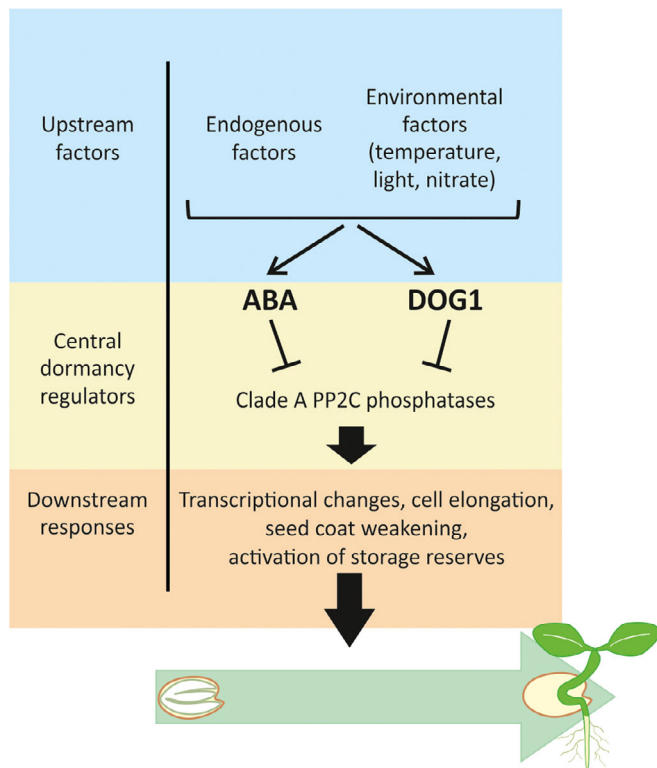 Upstream
factors
Endogenous
factors
Environmental
factors
(temperature,
light, nitrate)
ABA
DOG1
Central
dormancy
regulators
Clade A PP2C phosphatases
Downstream
responses
Transcriptional changes, cell elongation,
seed coat weakening,
activation of storage reserves